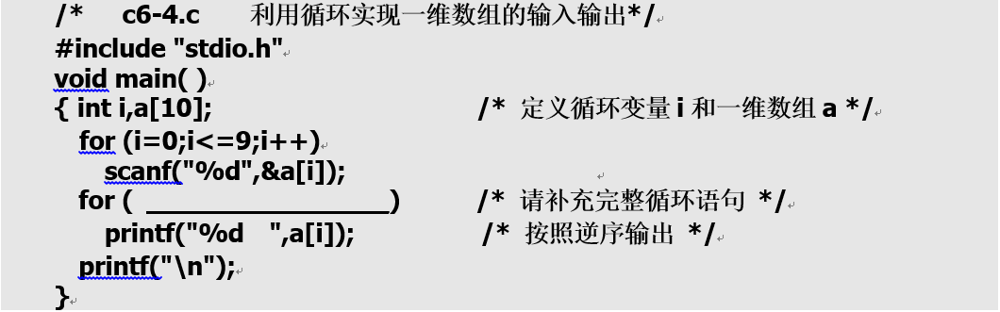 /* c6-4.c 利用循环实现一维数组的输入输出*/
#include "stdio.h"
void main( )
{ int i,a[10]; /* 定义循环变量 i 和一维数组 a */
for (i=0;i<=9;i++)
scanf("%d",&a[i]);
for ( ________________) /* 请补充完整循环语句 */
printf("%d ",a[i]); /* 按照逆序输出 */
printf("\n");
}